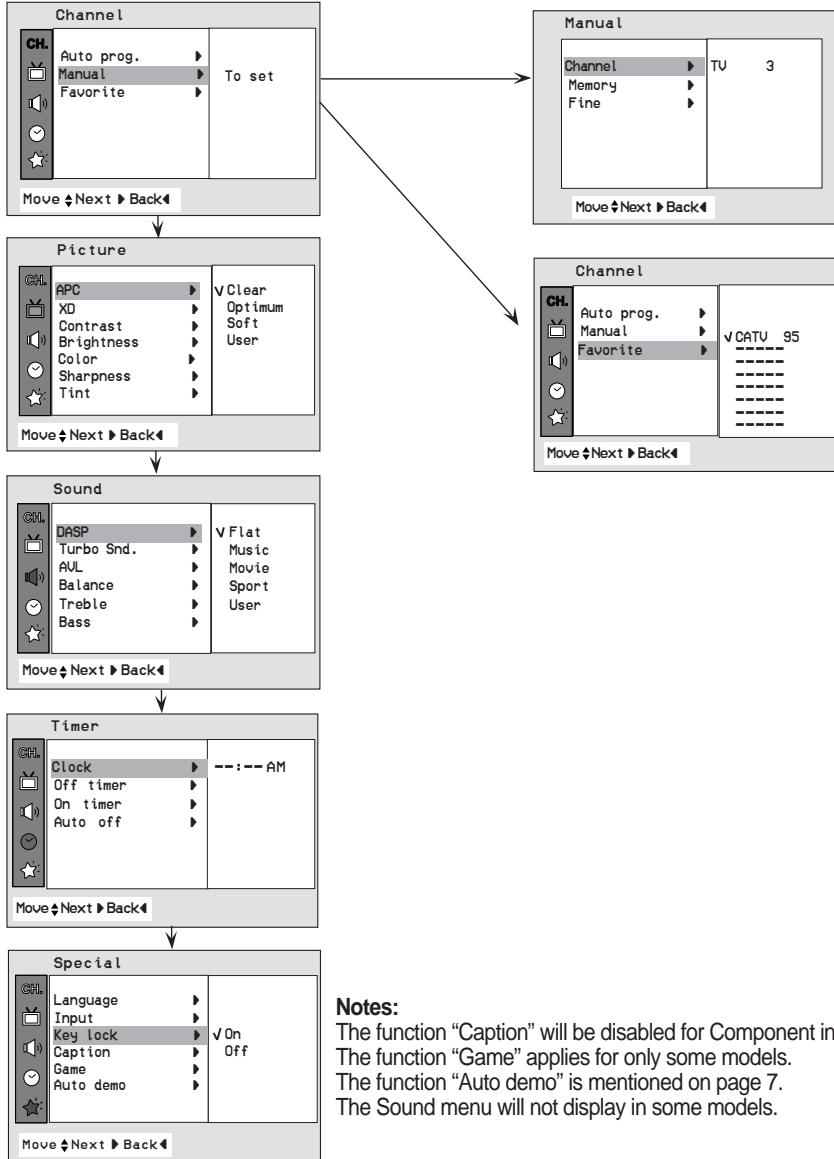 Channel
CH.
Auto prog.
Manual
Favorite
To set
Move Next Back
Manual
Channel
Memory
Fine
TV 3
Move Next Back
Channel
CH.
Auto prog.
Manual
Favorite
CATV 95
-----
-----
-----
-----
-----
-----
-----
Move Next Back
Picture
CH.
APC
XD
Contrast
Brightness
Color
Sharpness
Tint
Clear
Optimum
Soft
User
Move Next Back
Sound
CH.
DASP
Turbo Snd.
AVL
Balance
Treble
Bass
Flat
Music
Movie
Sport
User
Move Next Back
Timer
CH.
Clock
Off timer
On timer
Auto off
--:-- AM
Move Next Back
Special
CH.
Language
Input
Key lock
Caption
Game
Auto demo
On
Off
Move Next Back
Notes:
The function “Caption” will be disabled for Component in
The function “Game” applies for only some models.
The function “Auto demo” is mentioned on page 7.
The Sound menu will not display in some models.